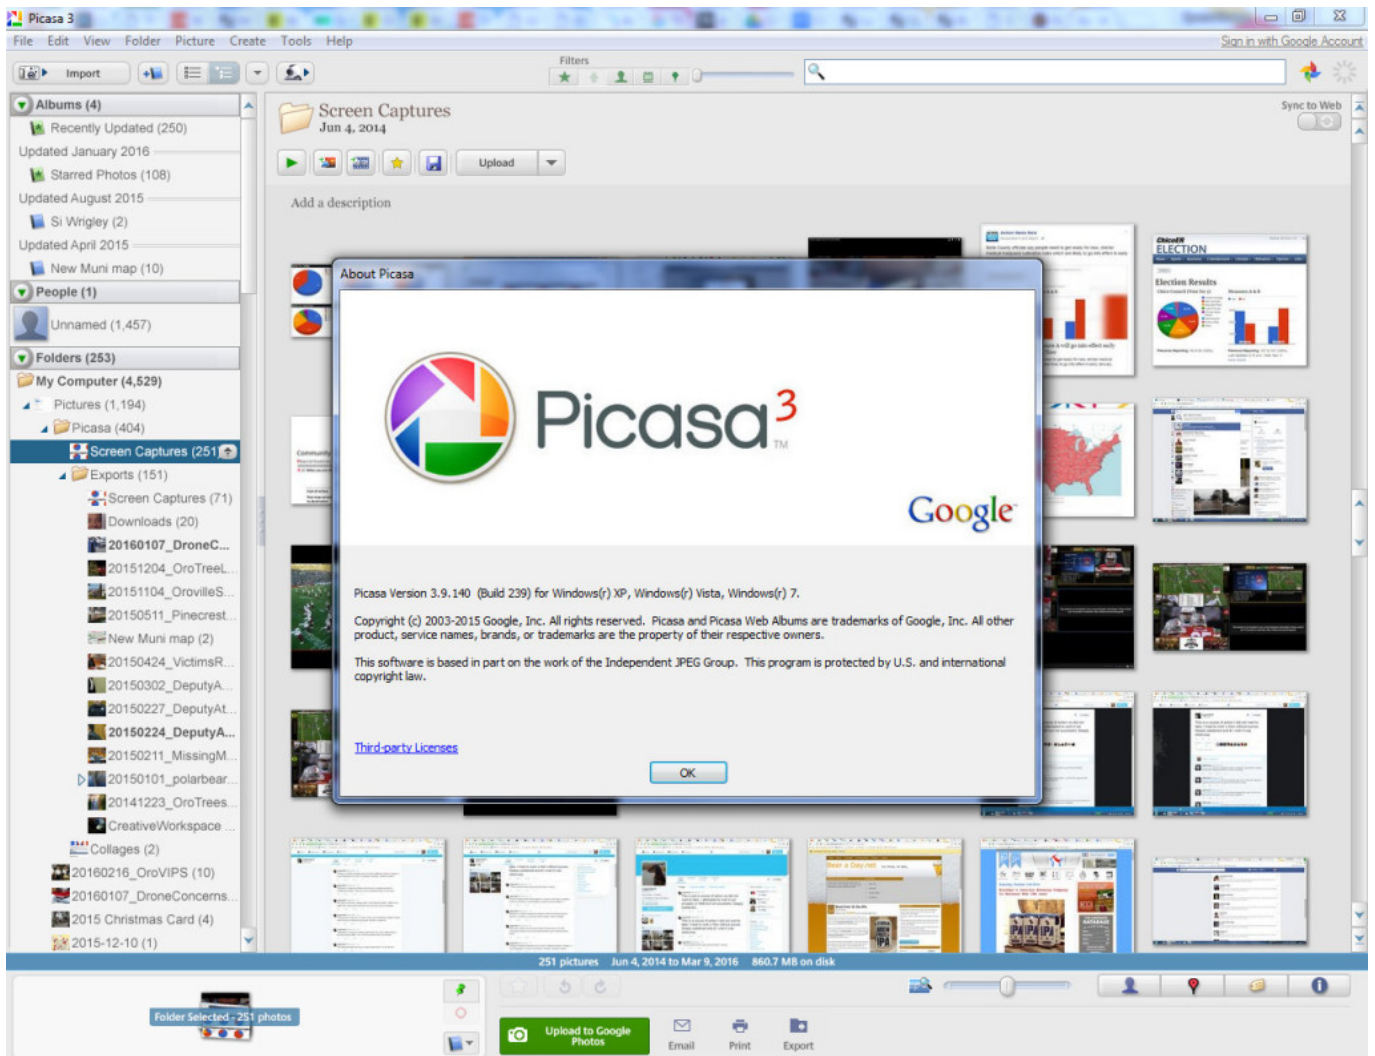 Picasa 3
File Edit View Folder Picture Create Tools Help
Sign in with Google Account
Import
Filters
Albums (4)
Recently Updated (250)
Updated January 2016
Starred Photos (108)
Updated August 2015
Si Wrigley (2)
Updated April 2015
New Muni map (10)
People (1)
Unnamed (1,457)
Folders (253)
My Computer (4,529)
Pictures (1,194)
Picasa (404)
Screen Captures (251)
Exports (151)
Screen Captures (71)
Downloads (20)
20160107_DroneC...
20151204_OroTreeL...
20151104_OrovilleS...
20150511_Pinecrest...
New Muni map (2)
20150424_VictimsR...
20150302_DeputyA...
20150227_DeputyAt...
20150224_DeputyA...
20150211_MissingM...
20150101_polarbear...
20141223_OroTrees...
CreativeWorkspace ...
Collages (2)
20160216_OroVIPS (10)
20160107_DroneConcerns...
2015 Christmas Card (4)
2015-12-10 (1)
Screen Captures
Jun 4, 2014
Sync to Web
Upload
Add a description
ChicoER
ELECTION
Election Results
About Picasa
Picasa 3 TM
Google
Picasa Version 3.9.140 (Build 239) for Windows(r) XP, Windows(r) Vista, Windows(r) 7.
Copyright (c) 2003-2015 Google, Inc. All rights reserved. Picasa and Picasa Web Albums are trademarks of Google, Inc. All other
product, service names, brands, or trademarks are the property of their respective owners.
This software is based in part on the work of the Independent JPEG Group. This program is protected by U.S. and international
copyright law.
Third-party Licenses
OK
Bear a Day.net
IPA
IPA
251 pictures Jun 4, 2014 to Mar 9, 2016 860.7 MB on disk
Folder Selected - 251 photos
Upload to Google
Photos
Email
Print
Export